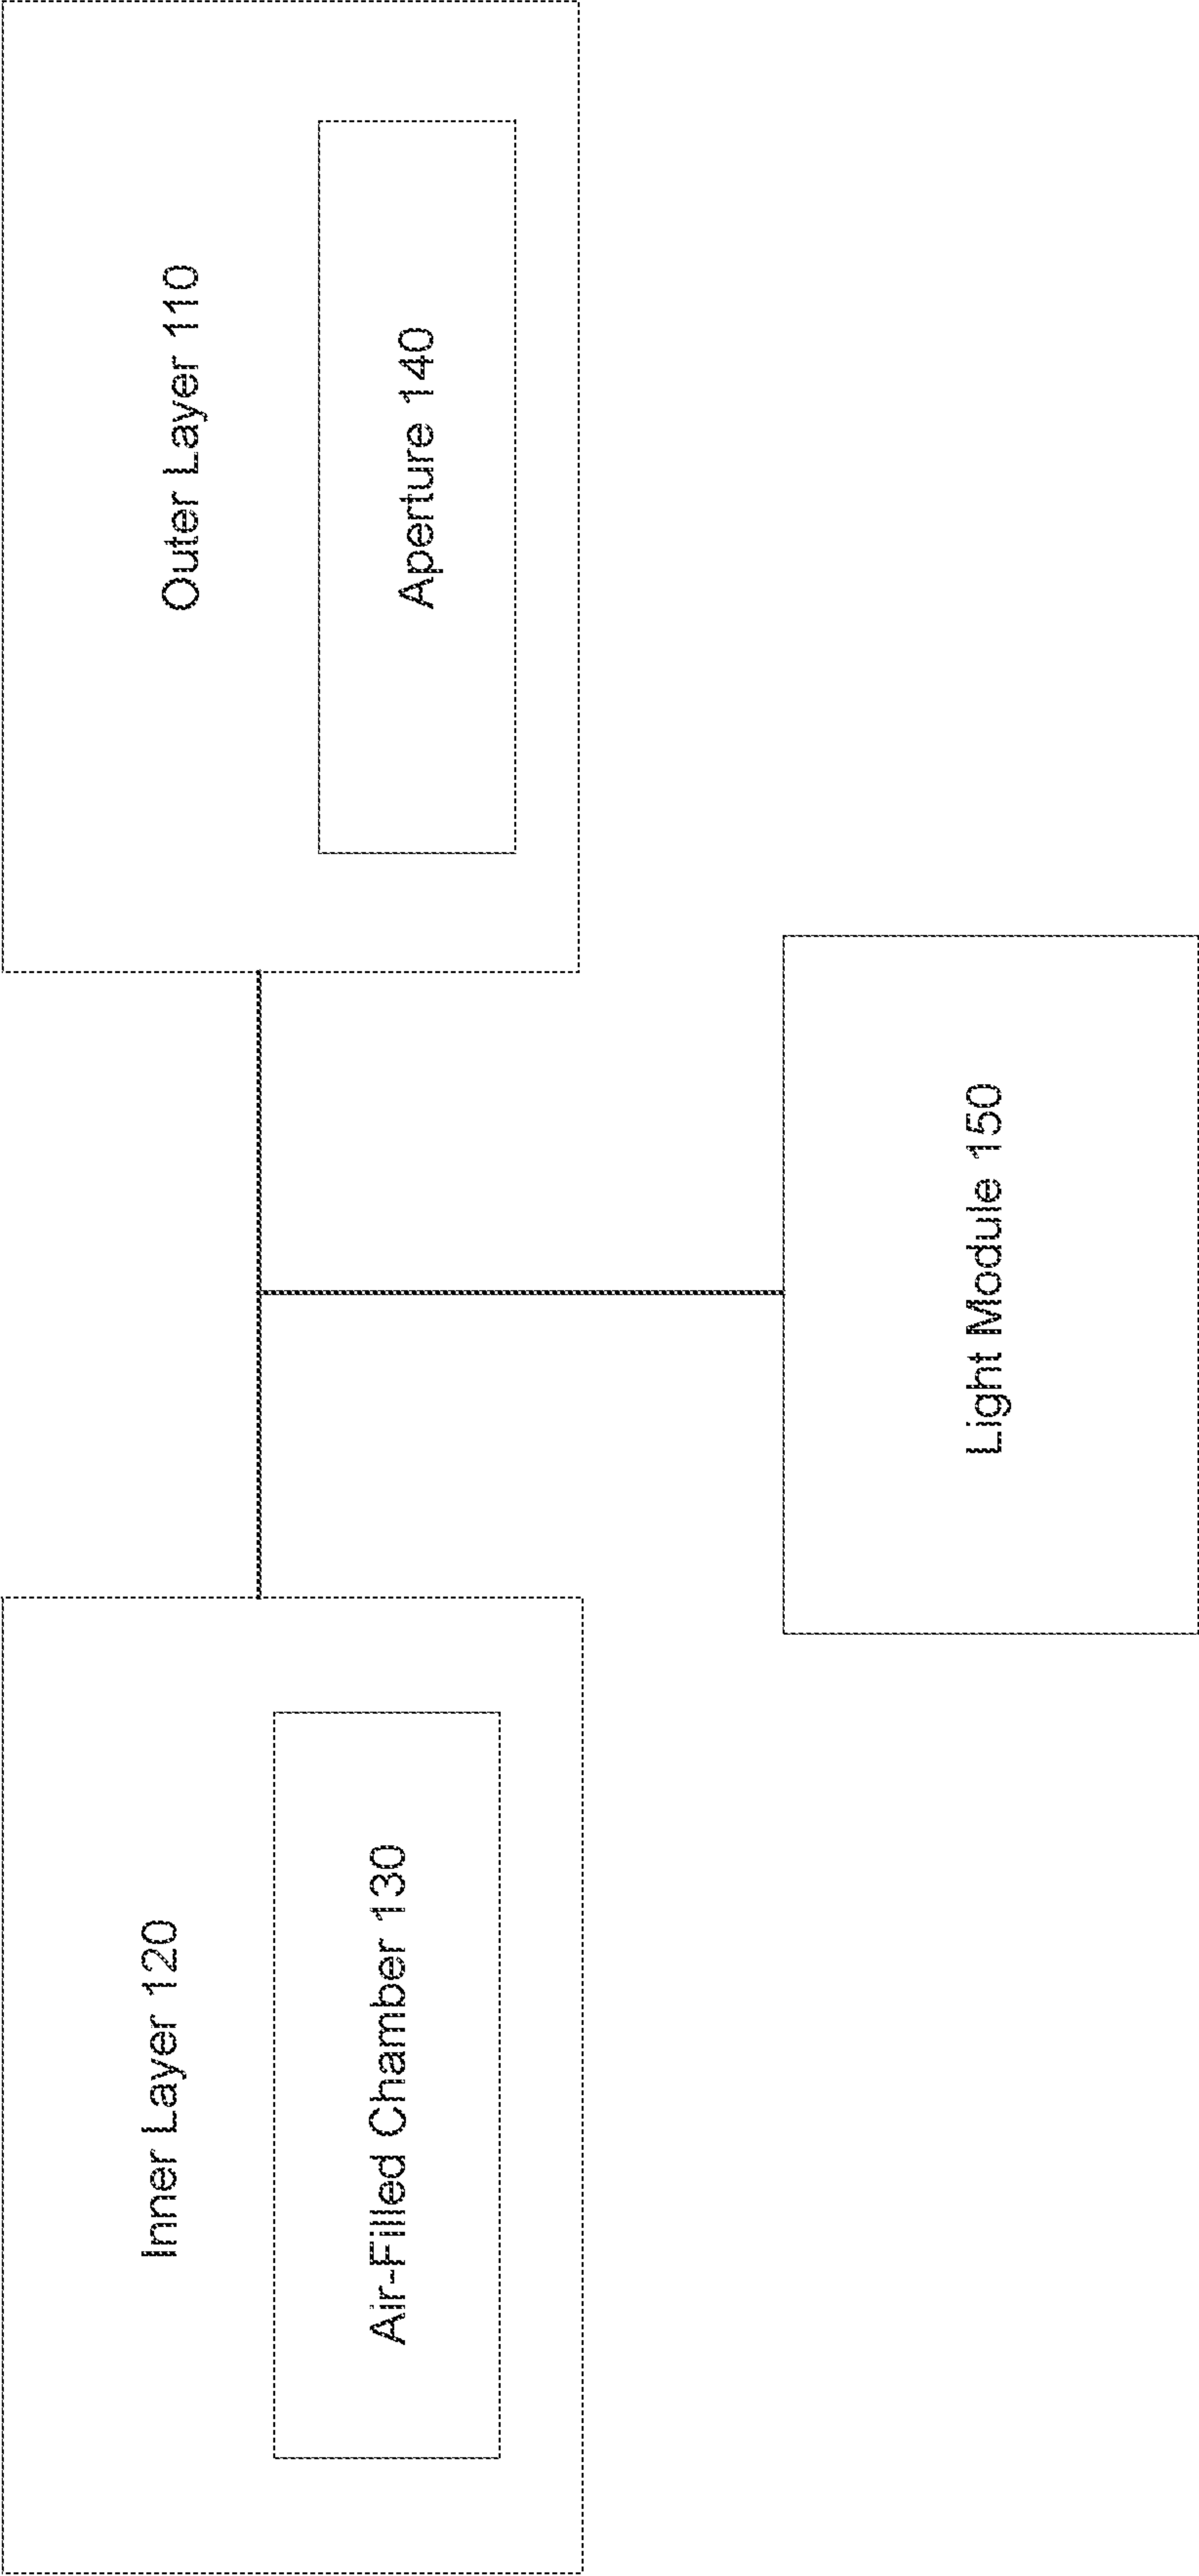 Inner Layer 120
Air-Filled Chamber 130
Outer Layer 110
Aperture 140
Light Module 150